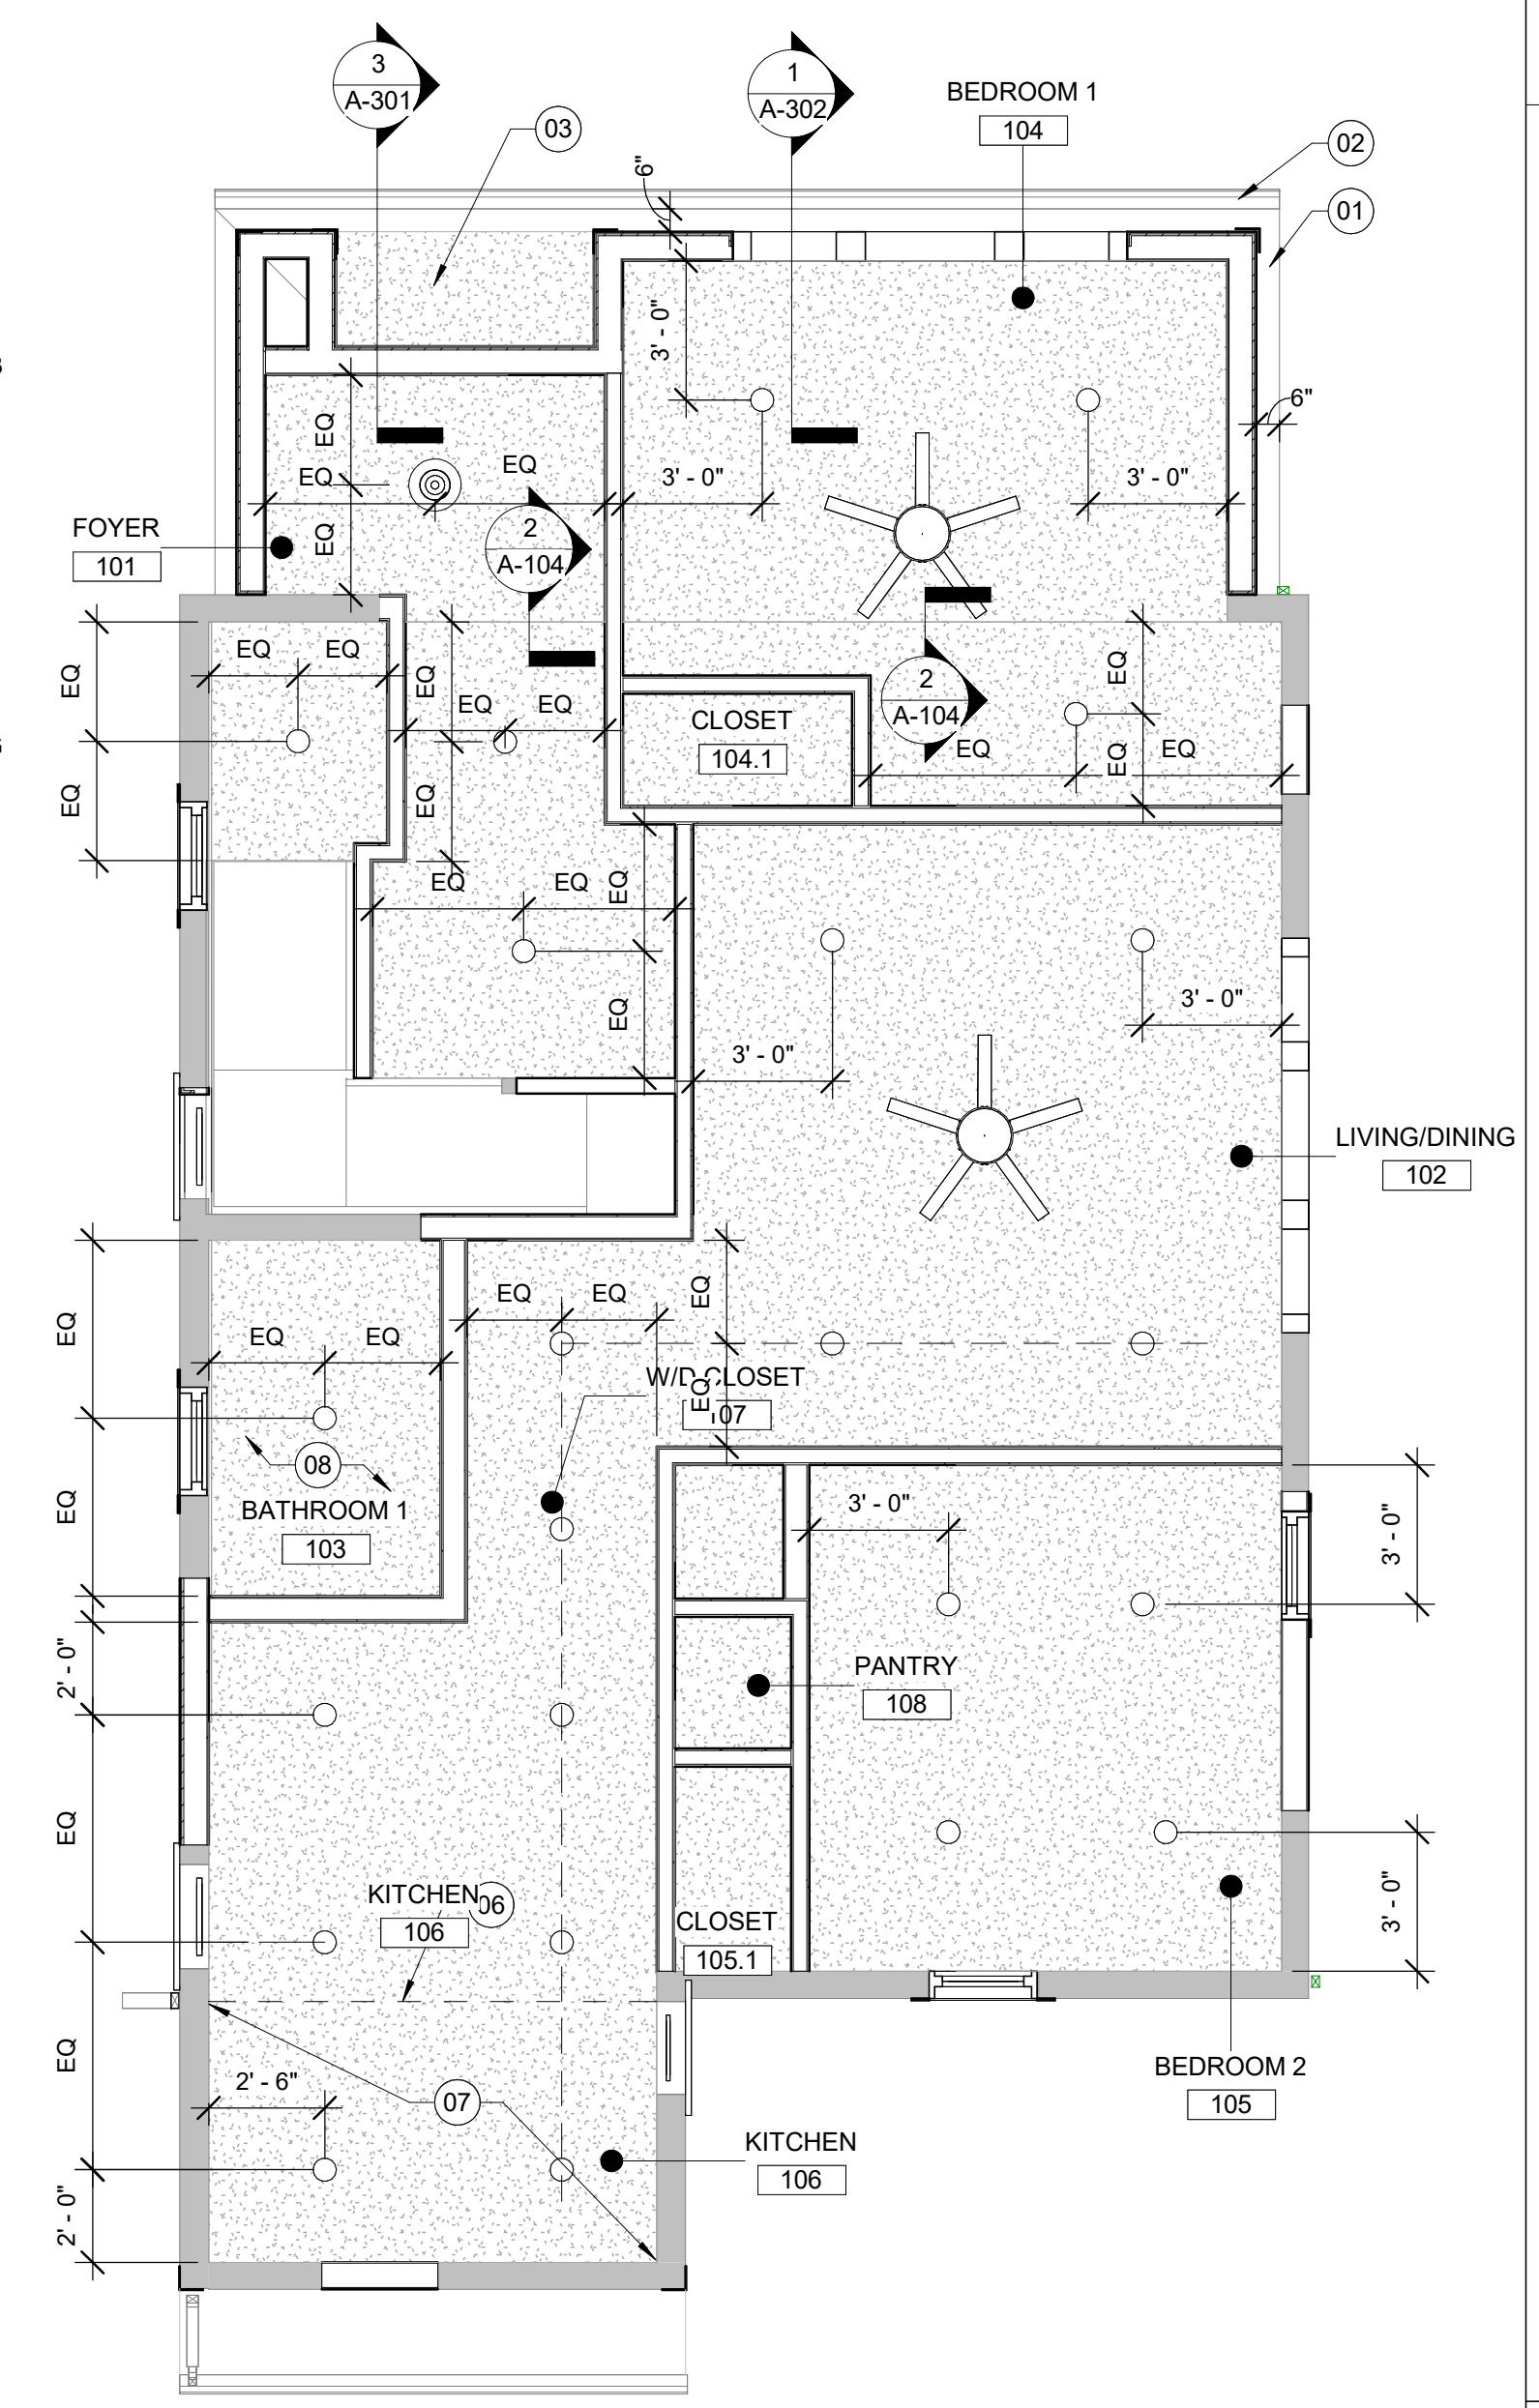 3
A-301
1
A-302
BEDROOM 1
104
03
02
01
6"
3' - 0"
6"
EQ
EQ
EQ
3' - 0"
3' - 0"
EQ
FOYER
101
2
A-104
EQ
EQ
EQ
EQ
EQ
EQ
EQ
2
A-104
CLOSET
104.1
EQ
EQ
EQ
EQ
EQ
EQ
EQ
EQ
EQ
3' - 0"
3' - 0"
LIVING/DINING
102
EQ
EQ
EQ
EQ
EQ
EQ
EQ
W/D CLOSET
107
08
BATHROOM 1
103
EQ
3' - 0"
3' - 0"
2' - 0"
PANTRY
108
EQ
KITCHEN
106
06
CLOSET
105.1
3' - 0"
EQ
2' - 6"
07
BEDROOM 2
105
KITCHEN
106
2' - 0"